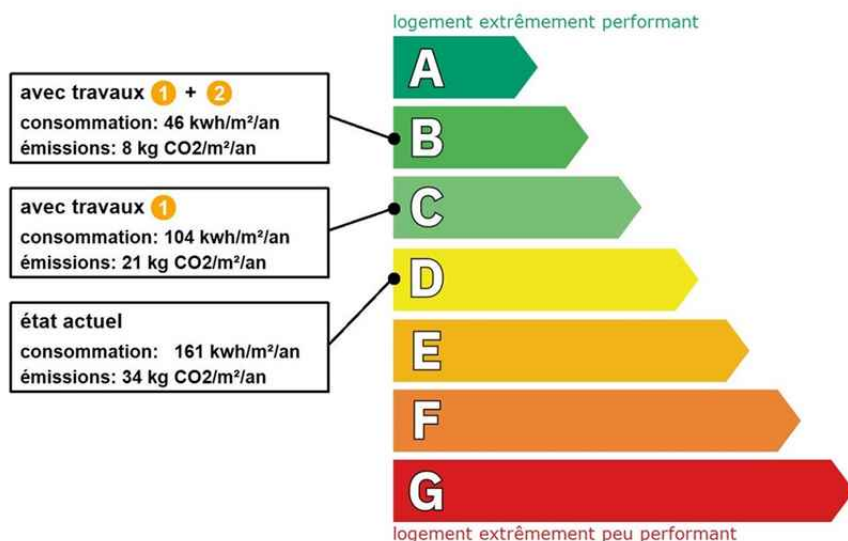 logement extrêmement performant
avec travaux 1 + 2
consommation: 46 kwh/m²/an
émissions: 8 kg CO2/m²/an
avec travaux 1
consommation: 104 kwh/m²/an
émissions: 21 kg CO2/m²/an
état actuel
consommation: 161 kwh/m²/an
émissions: 34 kg CO2/m²/an
A
B
C
D
E
F
G
logement extrêmement peu performant